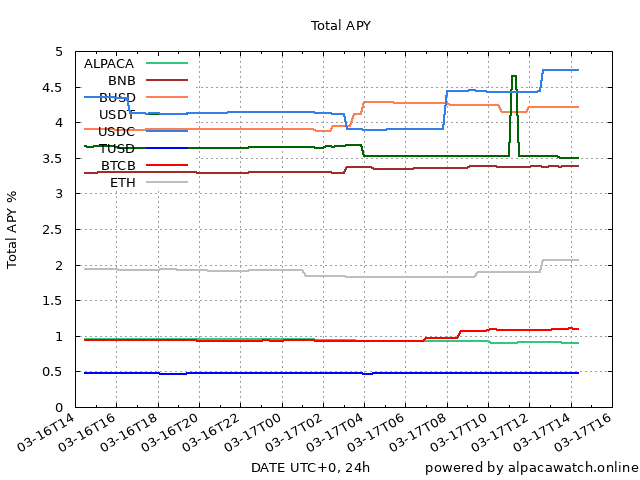 Total APY
5
4.5
4
3.5
3
2.5
2
1.5
1
0.5
0
Total APY %
ALPACA
BNB
BUSD
USDT
USDC
TUSD
BTCB
ETH
03-16T14
03-16T16
03-16T18
03-16T20
03-16T22
03-17T00
03-17T02
03-17T04
03-17T06
03-17T08
03-17T10
03-17T12
03-17T14
03-17T16
DATE UTC+0, 24h
powered by alpacawatch.online